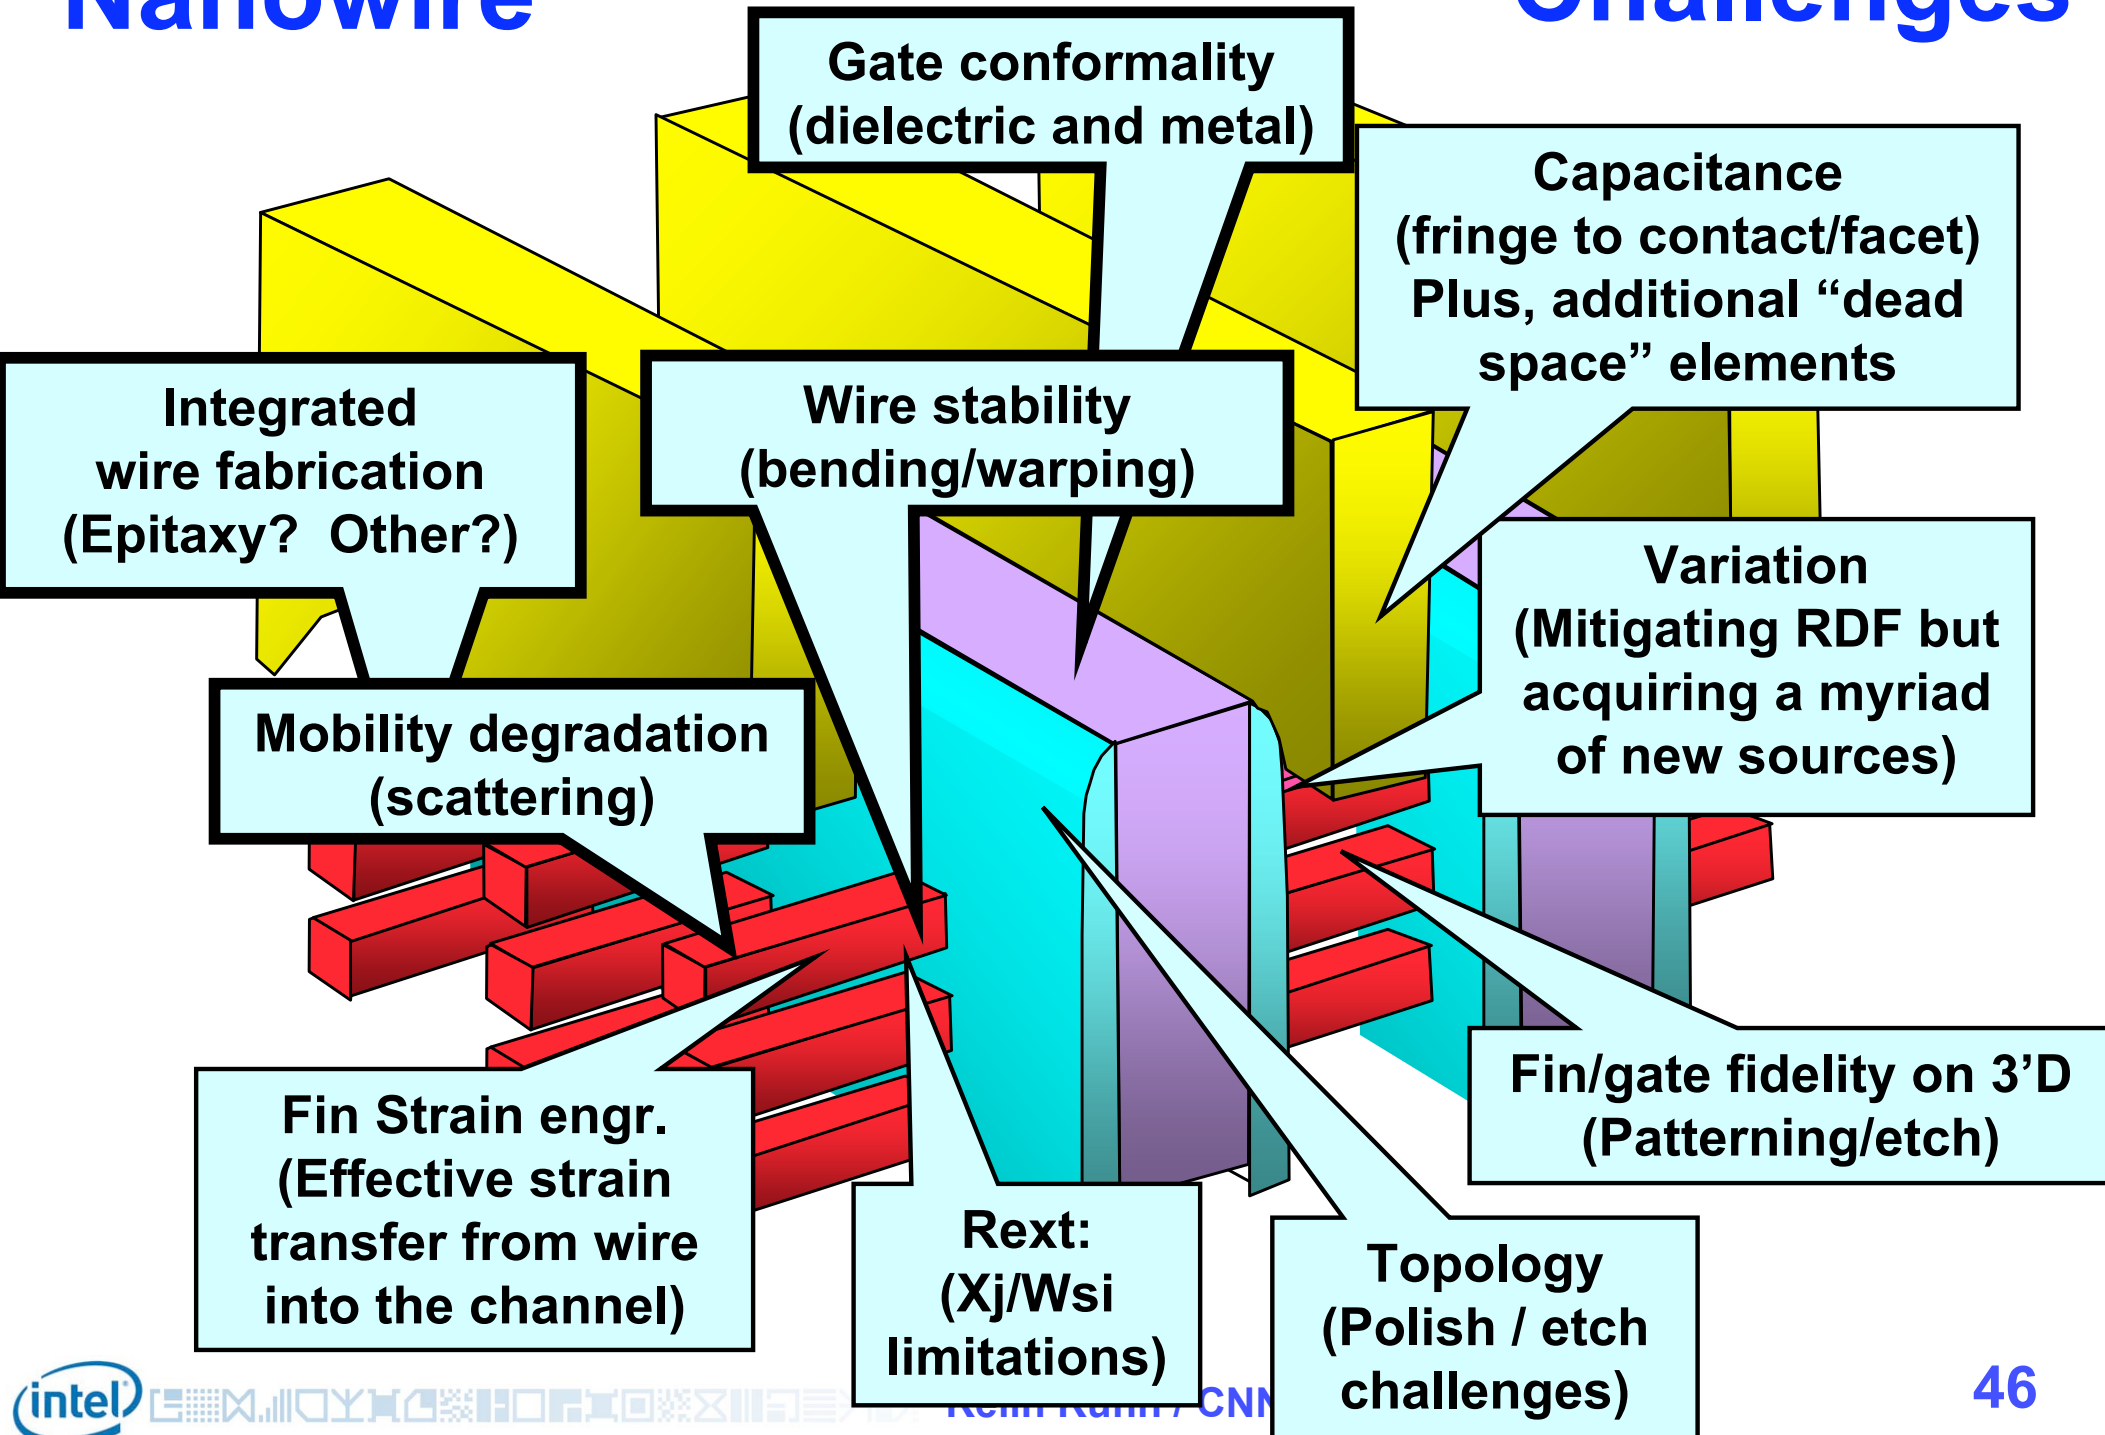 Nanowire Challenges
Gate conformality
(dielectric and metal)
Capacitance
(fringe to contact/facet)
Plus, additional “dead
space” elements
Integrated
wire fabrication
(Epitaxy? Other?)
Wire stability
(bending/warping)
Variation
(Mitigating RDF but
acquiring a myriad
of new sources)
Mobility degradation
(scattering)
Fin/gate fidelity on 3’D
(Patterning/etch)
Fin Strain engr.
(Effective strain
transfer from wire
into the channel)
Rext:
(Xj/Wsi
limitations)
Topology
(Polish / etch
challenges)
intel
Kelin Kuhn / CNN
46